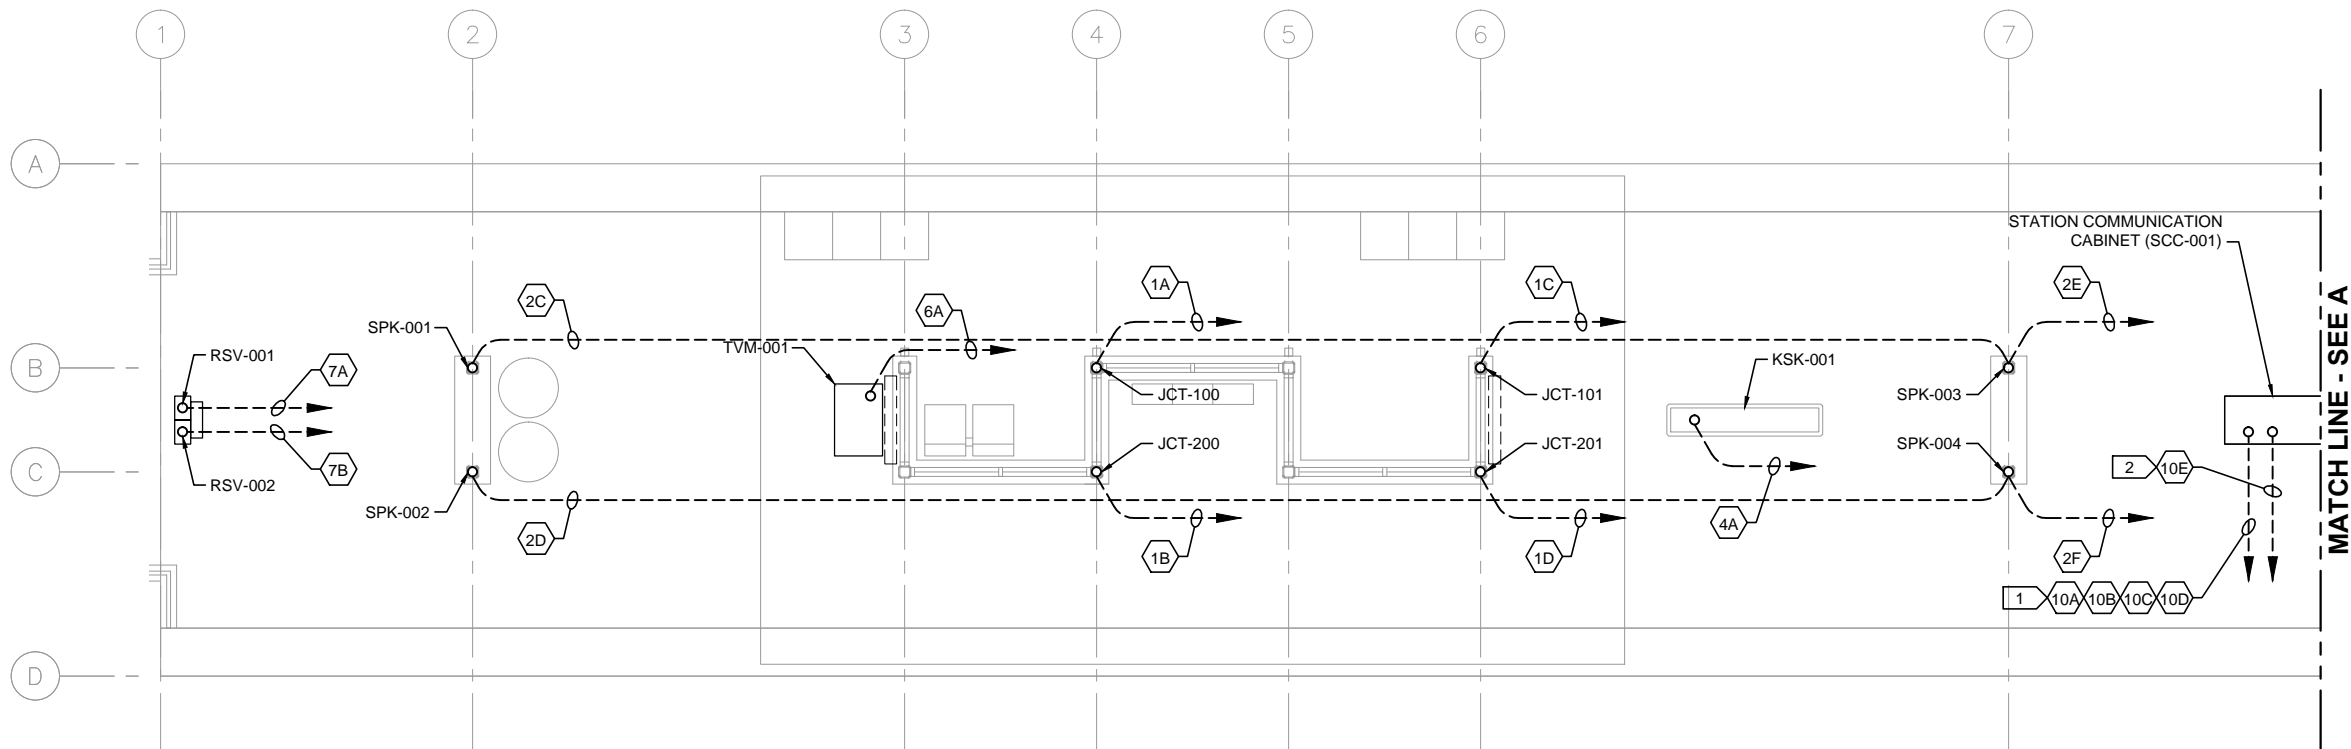 1
2
3
4
5
6
7
A
B
C
D
STATION COMMUNICATION
CABINET (SCC-001)
MATCH LINE - SEE A
2C
6A
1A
1C
2E
SPK-001
TVM-001
RSV-001
7A
KSK-001
JCT-100
JCT-101
SPK-003
JCT-200
JCT-201
SPK-004
7B
RSV-002
SPK-002
2 10E
2D
1B
1D
4A
2F
1 10A 10B 10C 10D